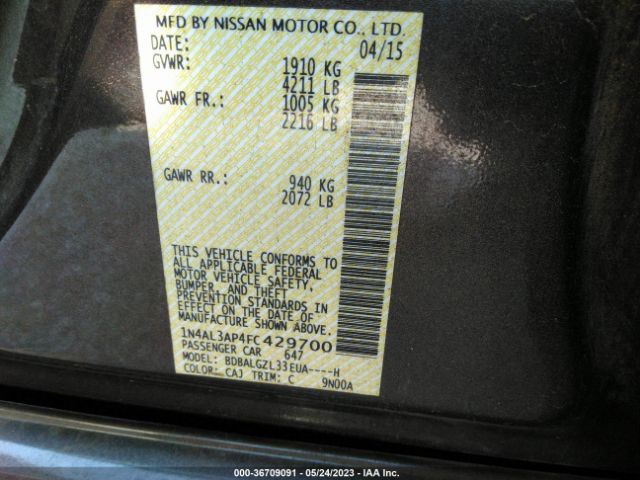 MFD BY NISSAN MOTOR CO., LTD.
DATE: 04/15
GVWR: 1910 KG
4211 LB
GAWR FR.: 1005 KG
2216 LB
GAWR RR.: 940 KG
2072 LB
THIS VEHICLE CONFORMS TO
ALL APPLICABLE FEDERAL
MOTOR VEHICLE SAFETY,
BUMPER, AND THEFT
PREVENTION STANDARDS IN
EFFECT ON THE DATE OF
MANUFACTURE SHOWN ABOVE.
1N4AL3AP4FC429700
PASSENGER CAR 647
MODEL: BDBALGZL33EUA----H
COLOR: CAJ TRIM: C 9N00A
000-36709091 — 05/24/2023 — IAA Inc.